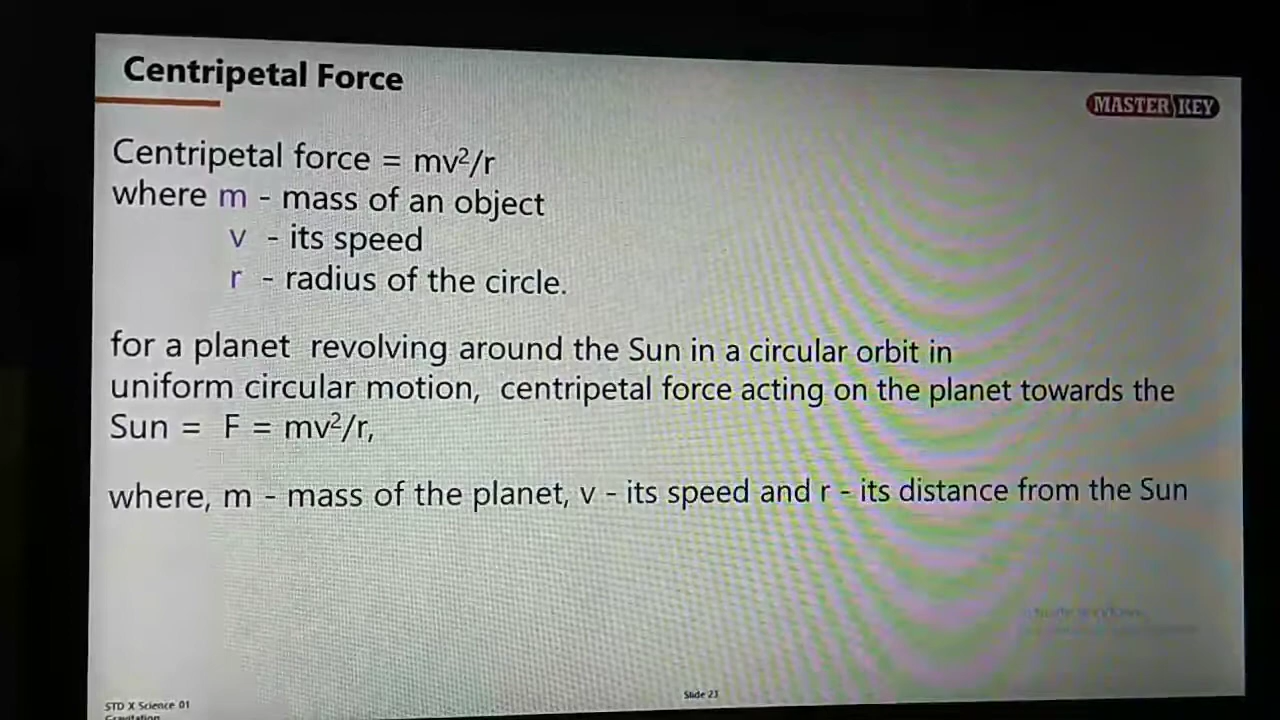 Centripetal Force
MASTER KEY
Centripetal force = mv²/r
where m - mass of an object
v - its speed
r - radius of the circle.
for a planet revolving around the Sun in a circular orbit in
uniform circular motion, centripetal force acting on the planet towards the
Sun = F = mv²/r,
where, m - mass of the planet, v - its speed and r - its distance from the Sun
Slide 23
STD X Science 01
Gravitation